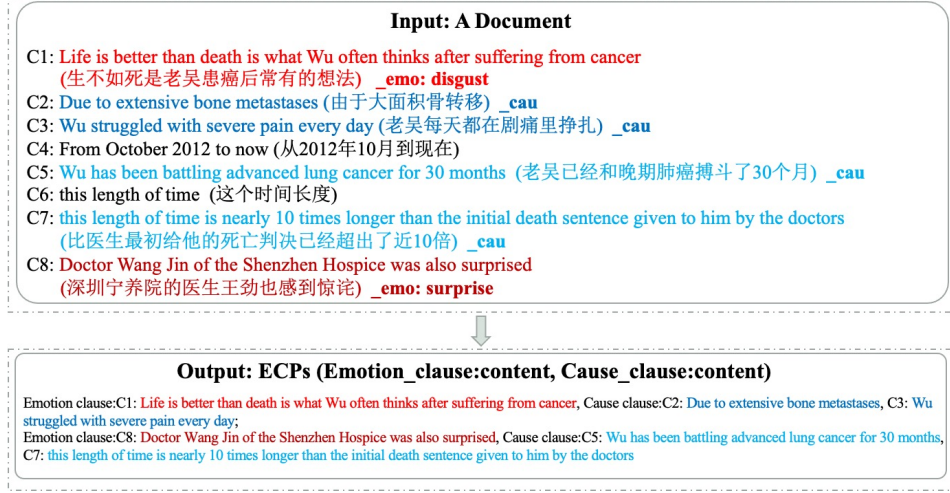 Input: A Document
C1: Life is better than death is what Wu often thinks after suffering from cancer
(生不如死是老吴患癌后常有的想法) _emo: disgust
C2: Due to extensive bone metastases (由于大面积骨转移) _cau
C3: Wu struggled with severe pain every day (老吴每天都在剧痛里挣扎) _cau
C4: From October 2012 to now (从2012年10月到现在)
C5: Wu has been battling advanced lung cancer for 30 months (老吴已经和晚期肺癌搏斗了30个月) _cau
C6: this length of time (这个时间长度)
C7: this length of time is nearly 10 times longer than the initial death sentence given to him by the doctors
(比医生最初给他的死亡判决已经超出了近10倍) _cau
C8: Doctor Wang Jin of the Shenzhen Hospice was also surprised
(深圳宁养院的医生王劲也感到惊诧) _emo: surprise
Output: ECPs (Emotion_clause:content, Cause_clause:content)
Emotion clause:C1: Life is better than death is what Wu often thinks after suffering from cancer, Cause clause:C2: Due to extensive bone metastases, C3: Wu
struggled with severe pain every day;
Emotion clause:C8: Doctor Wang Jin of the Shenzhen Hospice was also surprised, Cause clause:C5: Wu has been battling advanced lung cancer for 30 months,
C7: this length of time is nearly 10 times longer than the initial death sentence given to him by the doctors